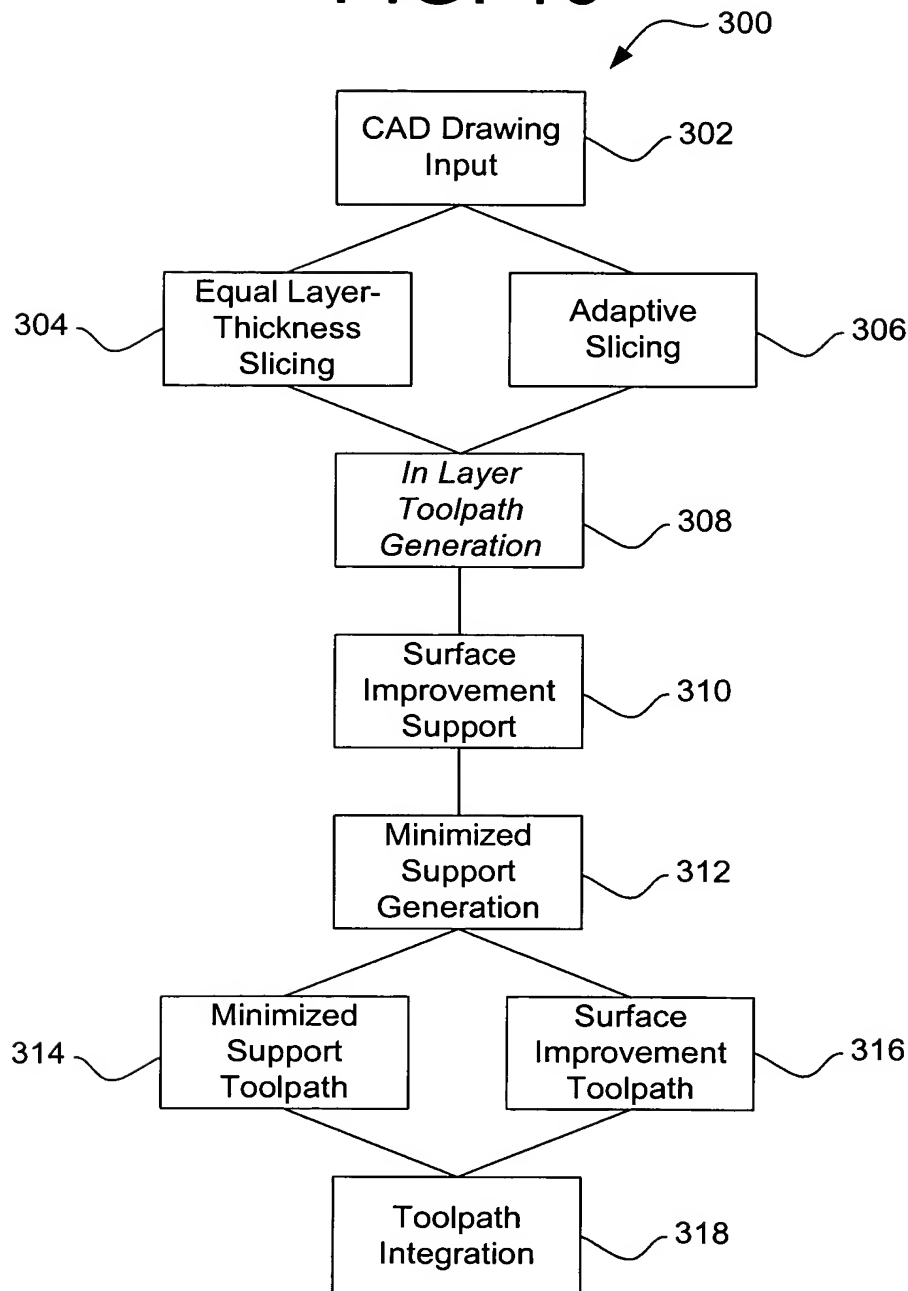 300
CAD Drawing
Input
302
304
Equal Layer-
Thickness
Slicing
Adaptive
Slicing
306
In Layer
Toolpath
Generation
308
Surface
Improvement
Support
310
Minimized
Support
Generation
312
314
Minimized
Support
Toolpath
Surface
Improvement
Toolpath
316
Toolpath
Integration
318